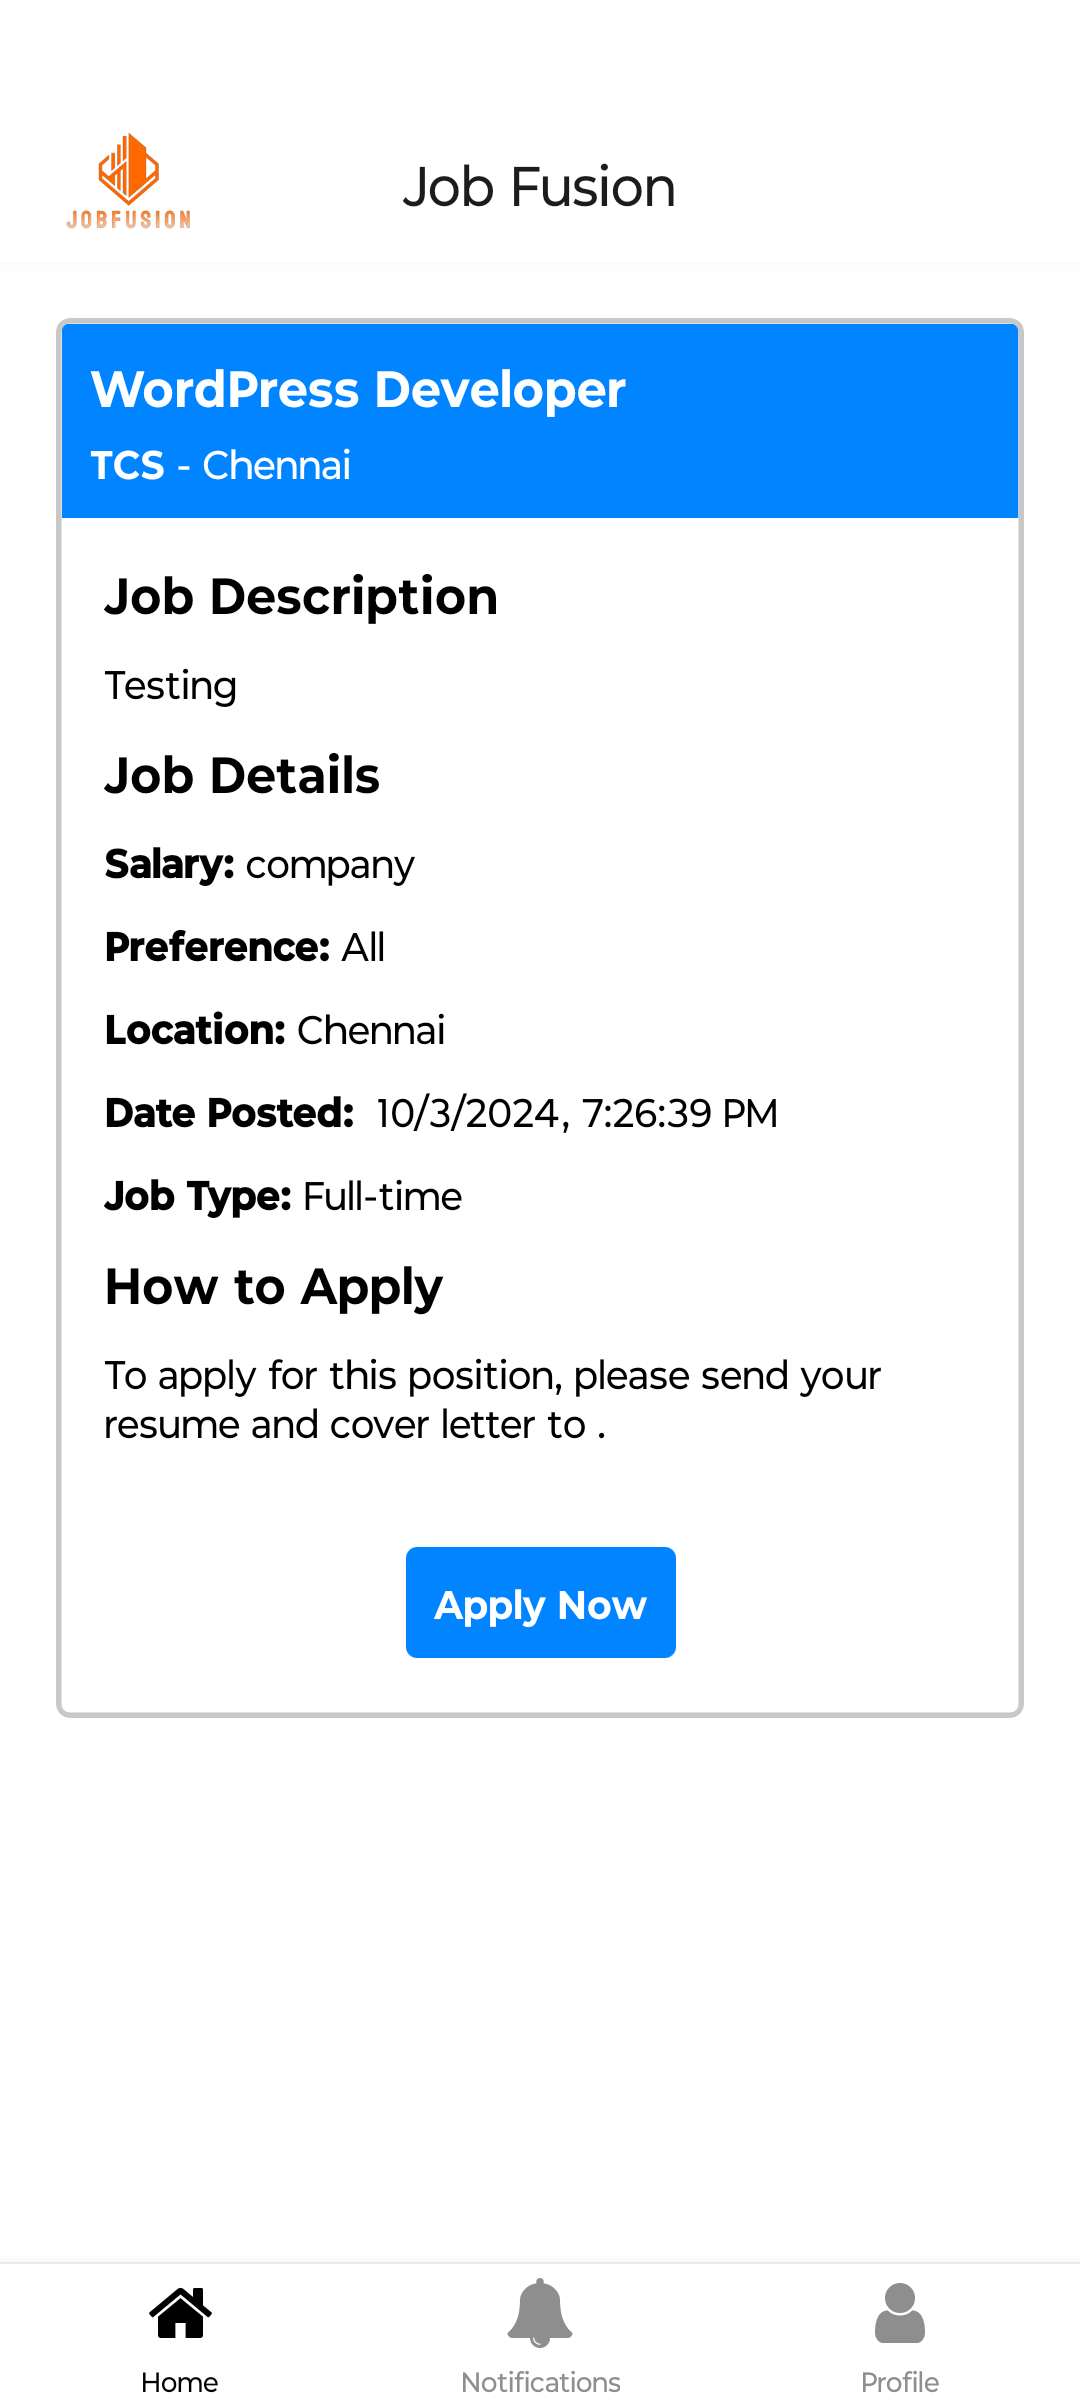 JOBFUSION
Job Fusion
WordPress Developer
TCS - Chennai
Job Description
Testing
Job Details
Salary: company
Preference: All
Location: Chennai
Date Posted: 10/3/2024, 7:26:39 PM
Job Type: Full-time
How to Apply
To apply for this position, please send your
resume and cover letter to .
Apply Now
Home
Notifications
Profile